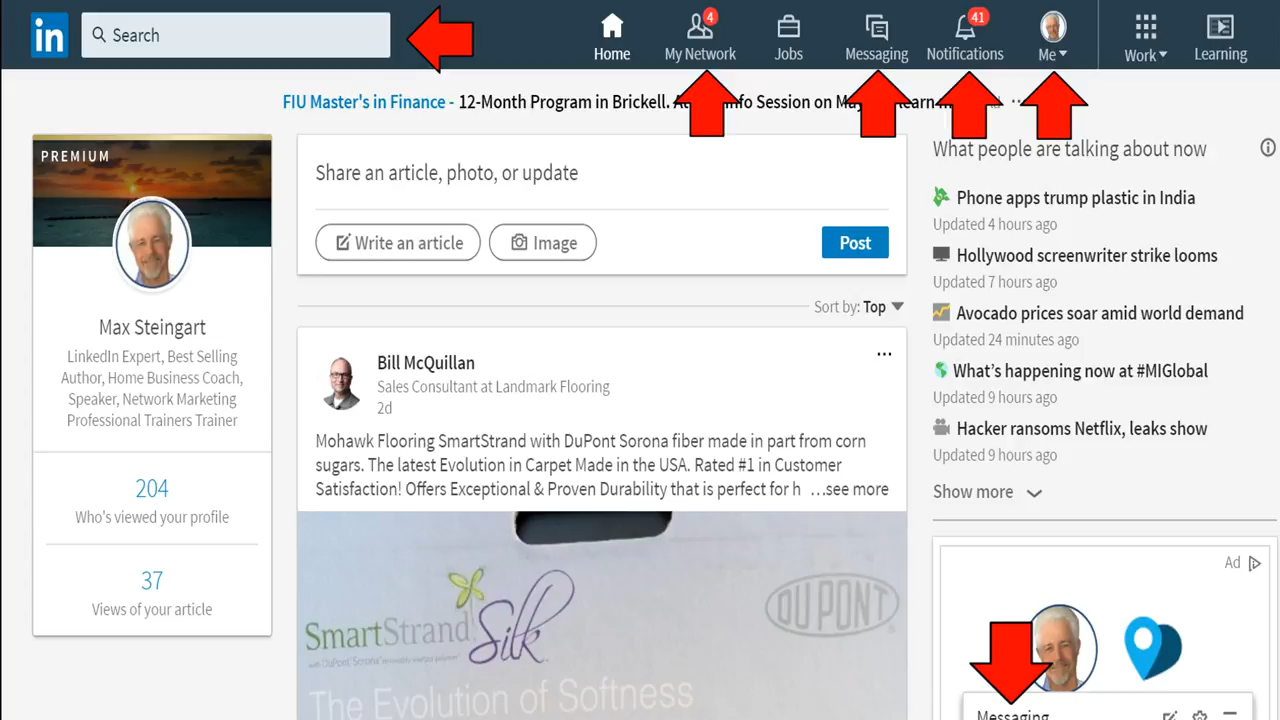 in
Search
4
41
Home
My Network
Jobs
Messaging
Notifications
Me
Work
Learning
FIU Master's in Finance - 12-Month Program in Brickell. Info Session on
PREMIUM
Max Steingart
LinkedIn Expert, Best Selling
Author, Home Business Coach,
Speaker, Network Marketing
Professional Trainers Trainer
204
Who's viewed your profile
37
Views of your article
Share an article, photo, or update
Write an article
Image
Post
Sort by: Top
Bill McQuillan
Sales Consultant at Landmark Flooring
2d
Mohawk Flooring SmartStrand with DuPont Sorona fiber made in part from corn
sugars. The latest Evolution in Carpet Made in the USA. Rated #1 in Customer
Satisfaction! Offers Exceptional & Proven Durability that is perfect for h ...see more
SmartStrand Silk
DUPONT
The Evolution of Softness
What people are talking about now
Phone apps trump plastic in India
Updated 4 hours ago
Hollywood screenwriter strike looms
Updated 7 hours ago
Avocado prices soar amid world demand
Updated 24 minutes ago
What's happening now at #MIGlobal
Updated 9 hours ago
Hacker ransoms Netflix, leaks show
Updated 9 hours ago
Show more
Ad
Messaging